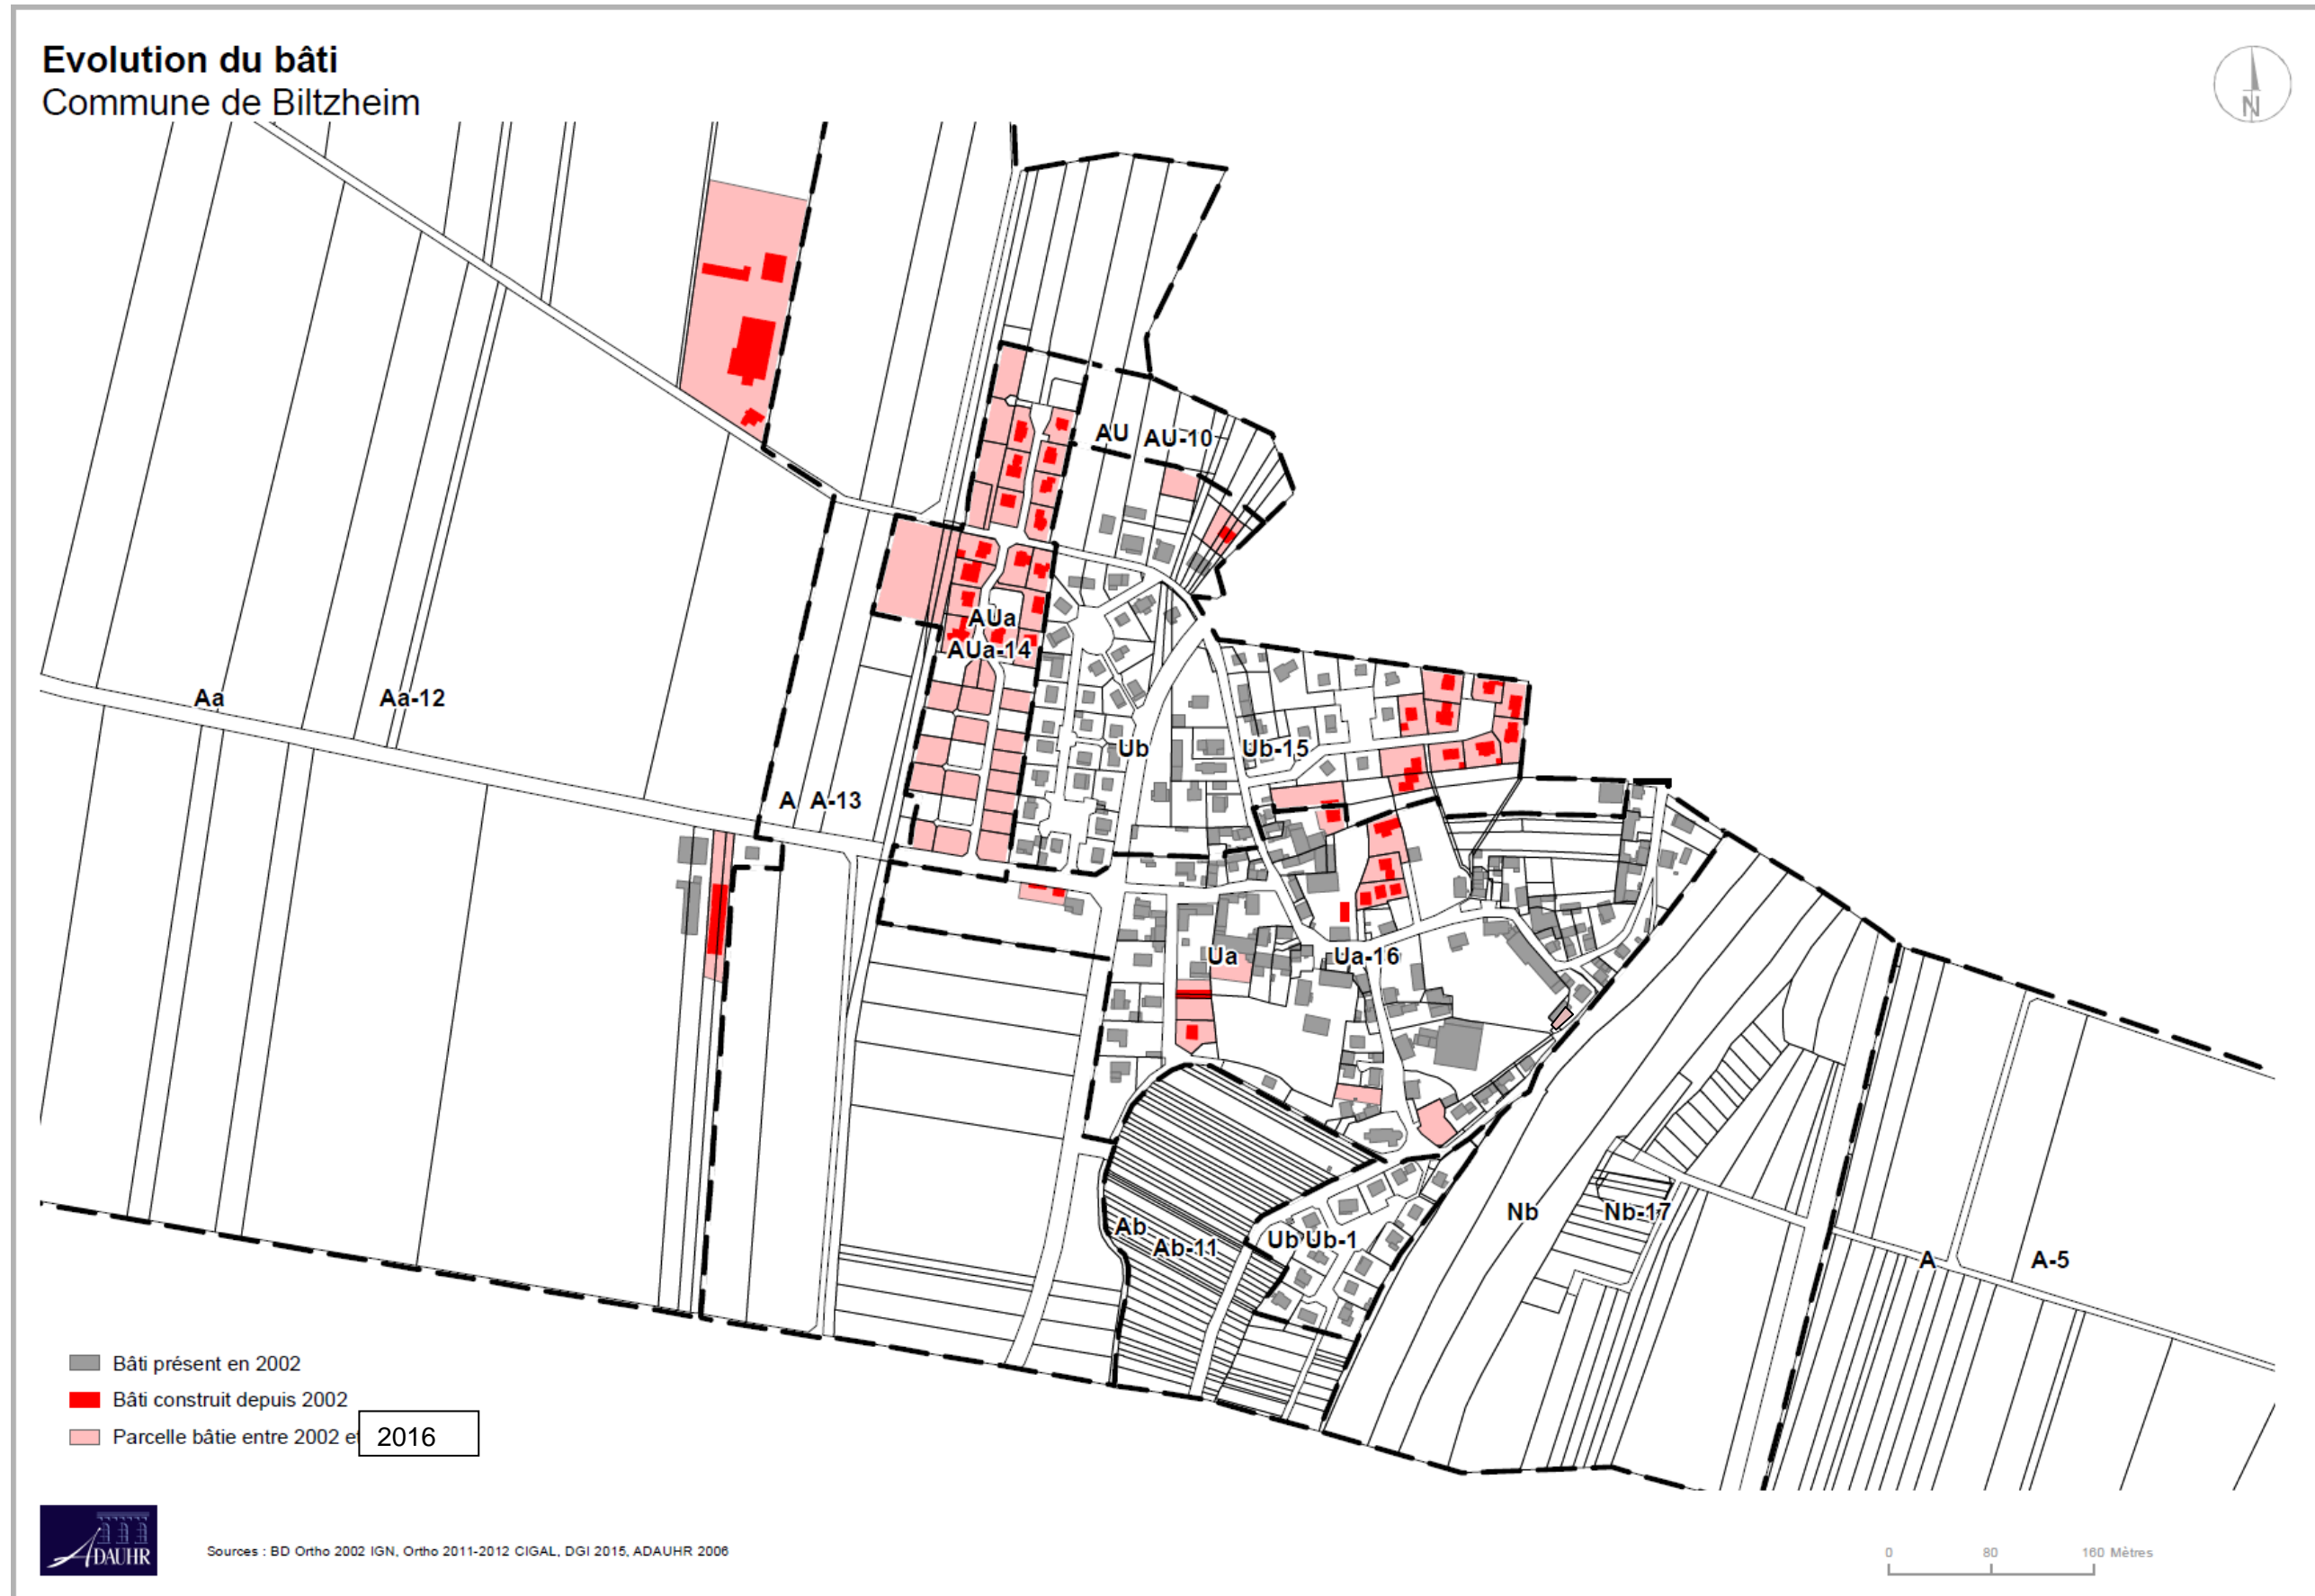 Evolution du bâti
Commune de Biltzheim
N
AU AU-10
AUa
AUa-14
Aa Aa-12
Ub Ub-15
A A-13
Ua Ua-16
Nb Nb-17
Ab
Ab-11
Ub Ub-1
A A-5
Bâti présent en 2002
Bâti construit depuis 2002
Parcelle bâtie entre 2002 et 2016
ADAUHR
Sources : BD Ortho 2002 IGN, Ortho 2011-2012 CIGAL, DGI 2015, ADAUHR 2006
0 80 160 Mètres